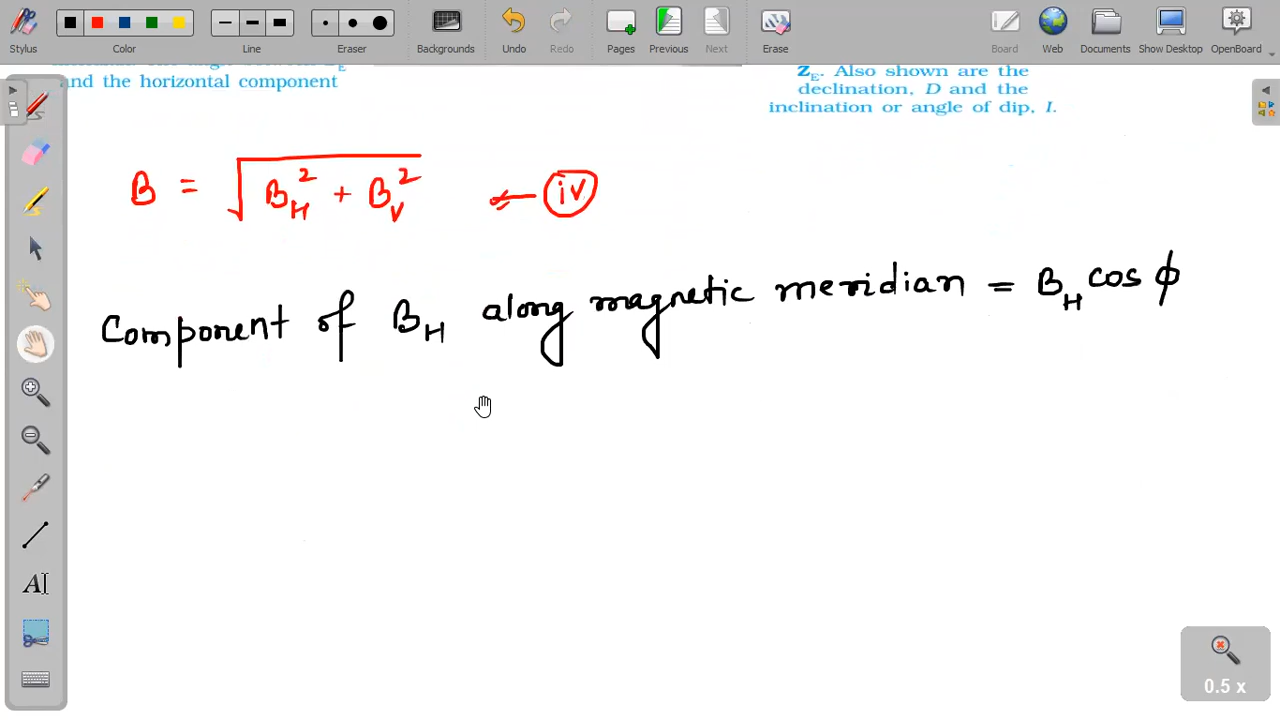 Stylus
Color
Line
Eraser
Backgrounds
Undo
Redo
Pages
Previous
Next
Erase
Board
Web
Documents
Show Desktop
OpenBoard
and the horizontal component
Z_E. Also shown are the
declination, D and the
inclination or angle of dip, I.
B = √(B_H² + B_V²) ← (iv)
Component of B_H along magnetic meridian = B_H cos ϕ
AI
0.5 x